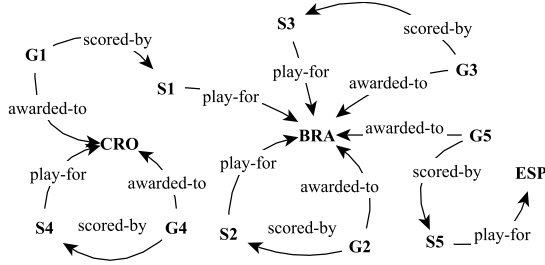 S3
G1 scored-by scored-by
play-for G3
S1 play-for awarded-to
awarded-to
CRO BRA awarded-to G5
play-for play-for scored-by ESP
awarded-to awarded-to
S4 scored-by G4 S2 scored-by G2 S5 play-for